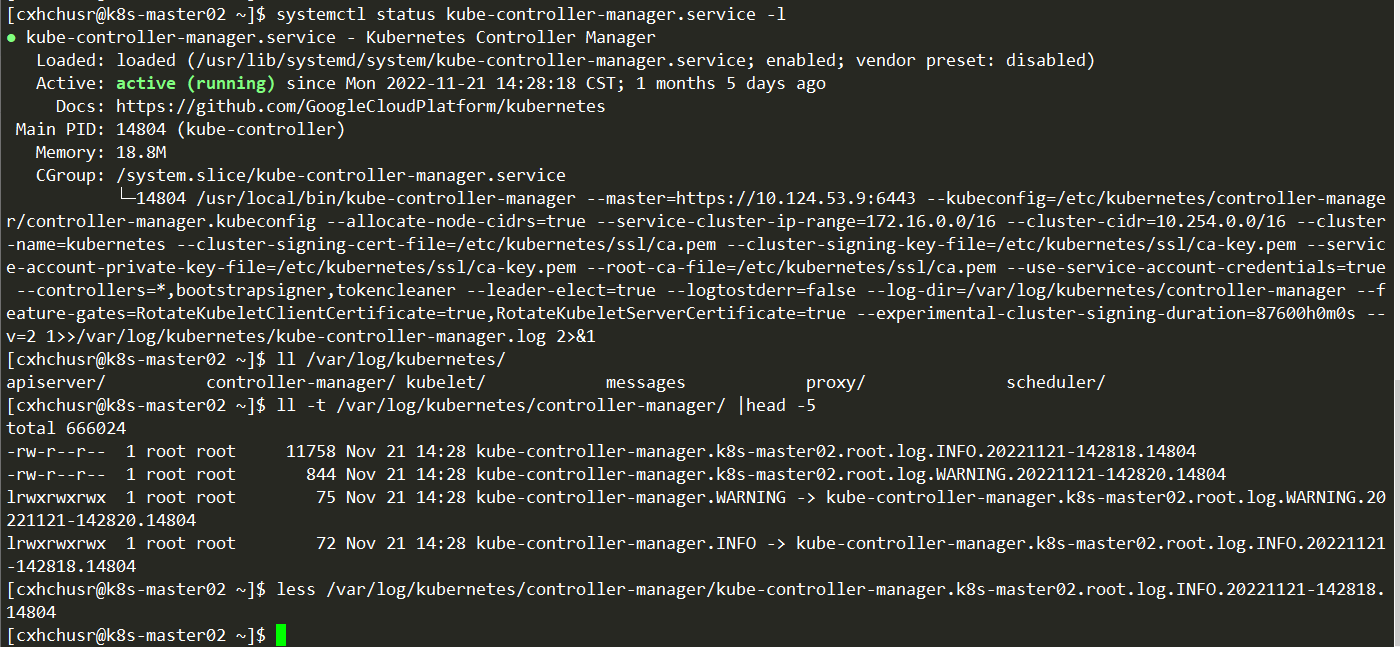 [cxhchusr@k8s-master02 ~]$ systemctl status kube-controller-manager.service -l
● kube-controller-manager.service - Kubernetes Controller Manager
   Loaded: loaded (/usr/lib/systemd/system/kube-controller-manager.service; enabled; vendor preset: disabled)
   Active: active (running) since Mon 2022-11-21 14:28:18 CST; 1 months 5 days ago
     Docs: https://github.com/GoogleCloudPlatform/kubernetes
 Main PID: 14804 (kube-controller)
   Memory: 18.8M
   CGroup: /system.slice/kube-controller-manager.service
           └─14804 /usr/local/bin/kube-controller-manager --master=https://10.124.53.9:6443 --kubeconfig=/etc/kubernetes/controller-manage
r/controller-manager.kubeconfig --allocate-node-cidrs=true --service-cluster-ip-range=172.16.0.0/16 --cluster-cidr=10.254.0.0/16 --cluster
-name=kubernetes --cluster-signing-cert-file=/etc/kubernetes/ssl/ca.pem --cluster-signing-key-file=/etc/kubernetes/ssl/ca-key.pem --servic
e-account-private-key-file=/etc/kubernetes/ssl/ca-key.pem --root-ca-file=/etc/kubernetes/ssl/ca.pem --use-service-account-credentials=true
 --controllers=*,bootstrapsigner,tokencleaner --leader-elect=true --logtostderr=false --log-dir=/var/log/kubernetes/controller-manager --f
eature-gates=RotateKubeletClientCertificate=true,RotateKubeletServerCertificate=true --experimental-cluster-signing-duration=87600h0m0s --
v=2 1>>/var/log/kubernetes/kube-controller-manager.log 2>&1
[cxhchusr@k8s-master02 ~]$ ll /var/log/kubernetes/
apiserver/          controller-manager/ kubelet/            messages            proxy/              scheduler/
[cxhchusr@k8s-master02 ~]$ ll -t /var/log/kubernetes/controller-manager/ |head -5
total 666024
-rw-r--r--  1 root root     11758 Nov 21 14:28 kube-controller-manager.k8s-master02.root.log.INFO.20221121-142818.14804
-rw-r--r--  1 root root       844 Nov 21 14:28 kube-controller-manager.k8s-master02.root.log.WARNING.20221121-142820.14804
lrwxrwxrwx  1 root root        75 Nov 21 14:28 kube-controller-manager.WARNING -> kube-controller-manager.k8s-master02.root.log.WARNING.20
221121-142820.14804
lrwxrwxrwx  1 root root        72 Nov 21 14:28 kube-controller-manager.INFO -> kube-controller-manager.k8s-master02.root.log.INFO.20221121
-142818.14804
[cxhchusr@k8s-master02 ~]$ less /var/log/kubernetes/controller-manager/kube-controller-manager.k8s-master02.root.log.INFO.20221121-142818.
14804
[cxhchusr@k8s-master02 ~]$